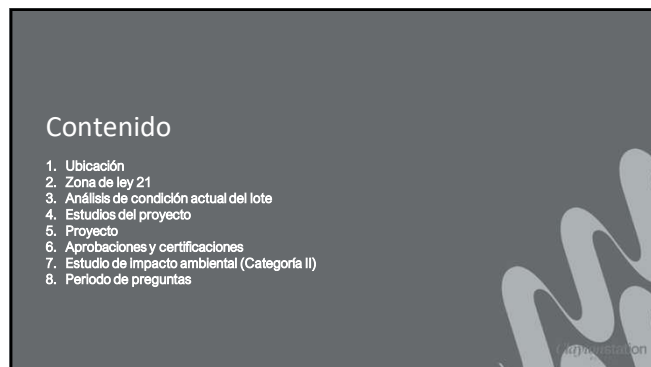 Contenido
1. Ubicación
2. Zona de ley 21
3. Análisis de condición actual del lote
4. Estudios del proyecto
5. Proyecto
6. Aprobaciones y certificaciones
7. Estudio de impacto ambiental (Categoría II)
8. Periodo de preguntas
Claytonstation